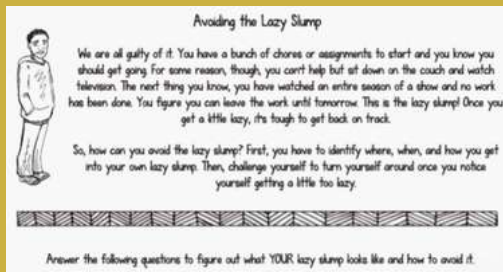 Avoiding the Lazy Slump
We are all guilty of it. You have a bunch of chores or assignments to start and you know you
should get going. For some reason, though, you can't help but sit down on the couch and watch
television. The next thing you know, you have watched an entire season of a show and no work
has been done. You figure you can leave the work until tomorrow. This is the lazy slump! Once you
get a little lazy, it's tough to get back on track.
So, how can you avoid the lazy slump? First, you have to identify where, when, and how you get
into your own lazy slump. Then, challenge yourself to turn yourself around once you notice
yourself getting a little too lazy.
Answer the following questions to figure out what YOUR lazy slump looks like and how to avoid it.